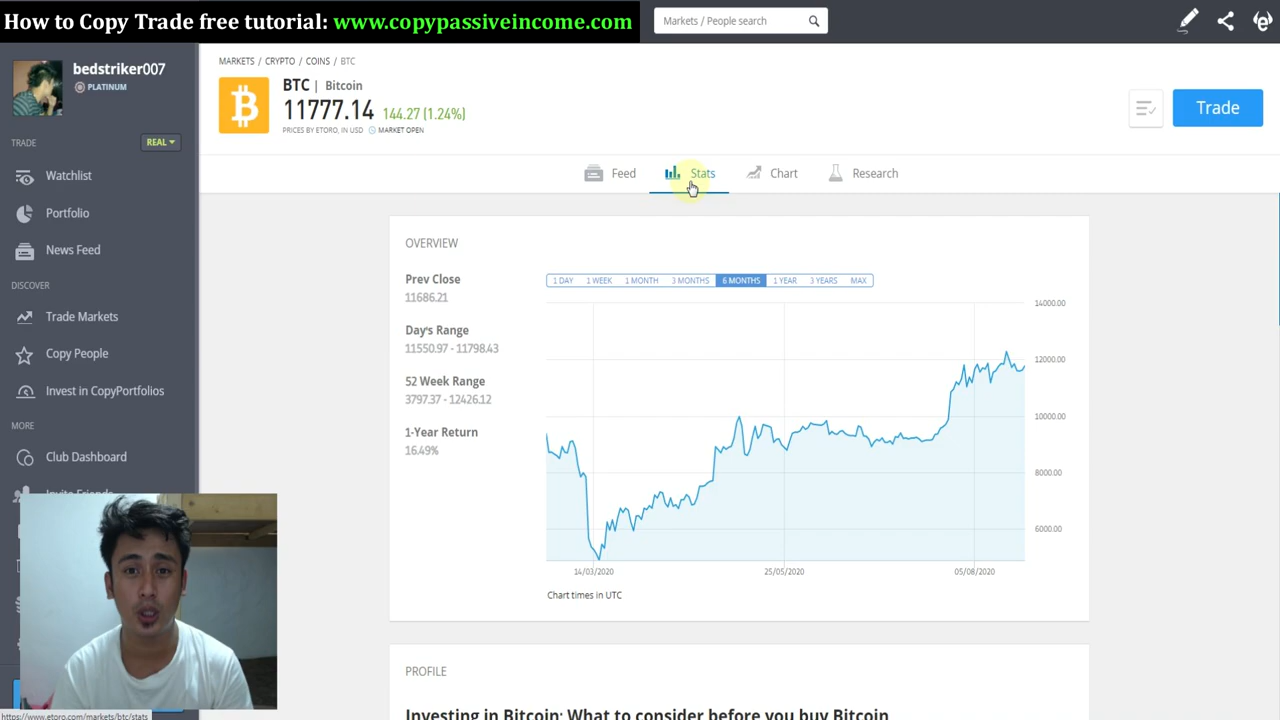 How to Copy Trade free tutorial: www.copypassiveincome.com
Markets / People search
bedstriker007
PLATINUM
TRADE
REAL
Watchlist
Portfolio
News Feed
DISCOVER
Trade Markets
Copy People
Invest in CopyPortfolios
MORE
Club Dashboard
Invite Friends
MARKETS / CRYPTO / COINS / BTC
BTC | Bitcoin
11777.14 144.27 (1.24%)
PRICES BY ETORO, IN USD MARKET OPEN
Trade
Feed
Stats
Chart
Research
OVERVIEW
Prev Close
11686.21
Day's Range
11550.97 - 11798.43
52 Week Range
3797.37 - 12426.12
1-Year Return
16.49%
1 DAY 1 WEEK 1 MONTH 3 MONTHS 6 MONTHS 1 YEAR 3 YEARS MAX
14000.00
12000.00
10000.00
8000.00
6000.00
14/03/2020 25/05/2020 05/08/2020
Chart times in UTC
PROFILE
Investing in Bitcoin: What to consider before you buy Bitcoin
https://www.etoro.com/markets/btc/stats